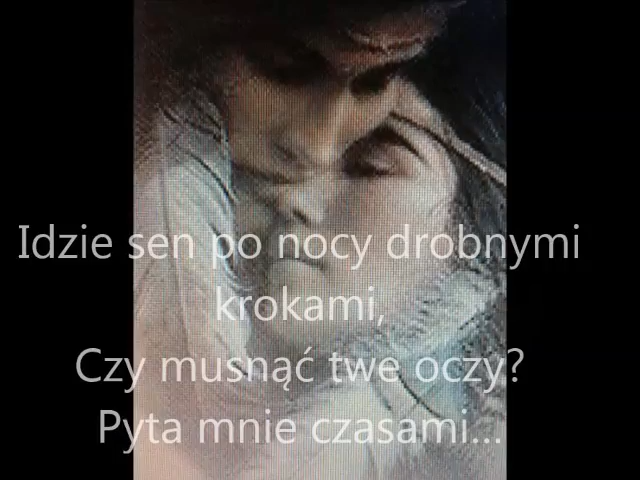 Idzie sen po nocy drobnymi
krokami,
Czy musnąć twe oczy?
Pyta mnie czasami...